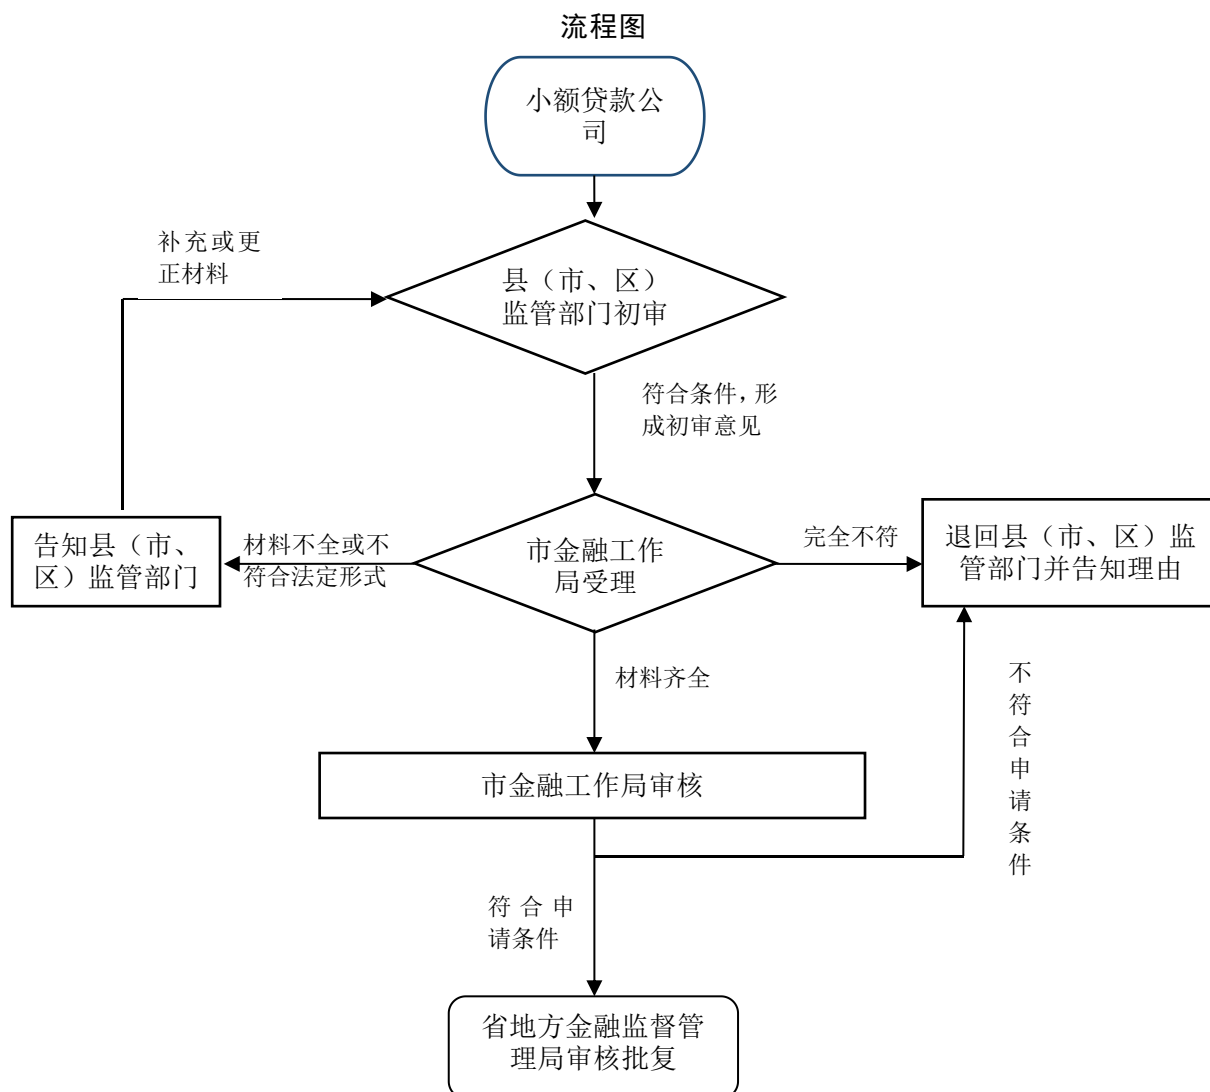 流程图
小额贷款公
司
补充或更
正材料
县（市、区）
监管部门初审
符合条件，形
成初审意见
告知县（市、
区）监管部门
材料不全或不
符合法定形式
市金融工作
局受理
完全不符
退回县（市、区）监
管部门并告知理由
材料齐全
不
符
合
申
请
条
件
市金融工作局审核
符合申
请条件
省地方金融监督管
理局审核批复